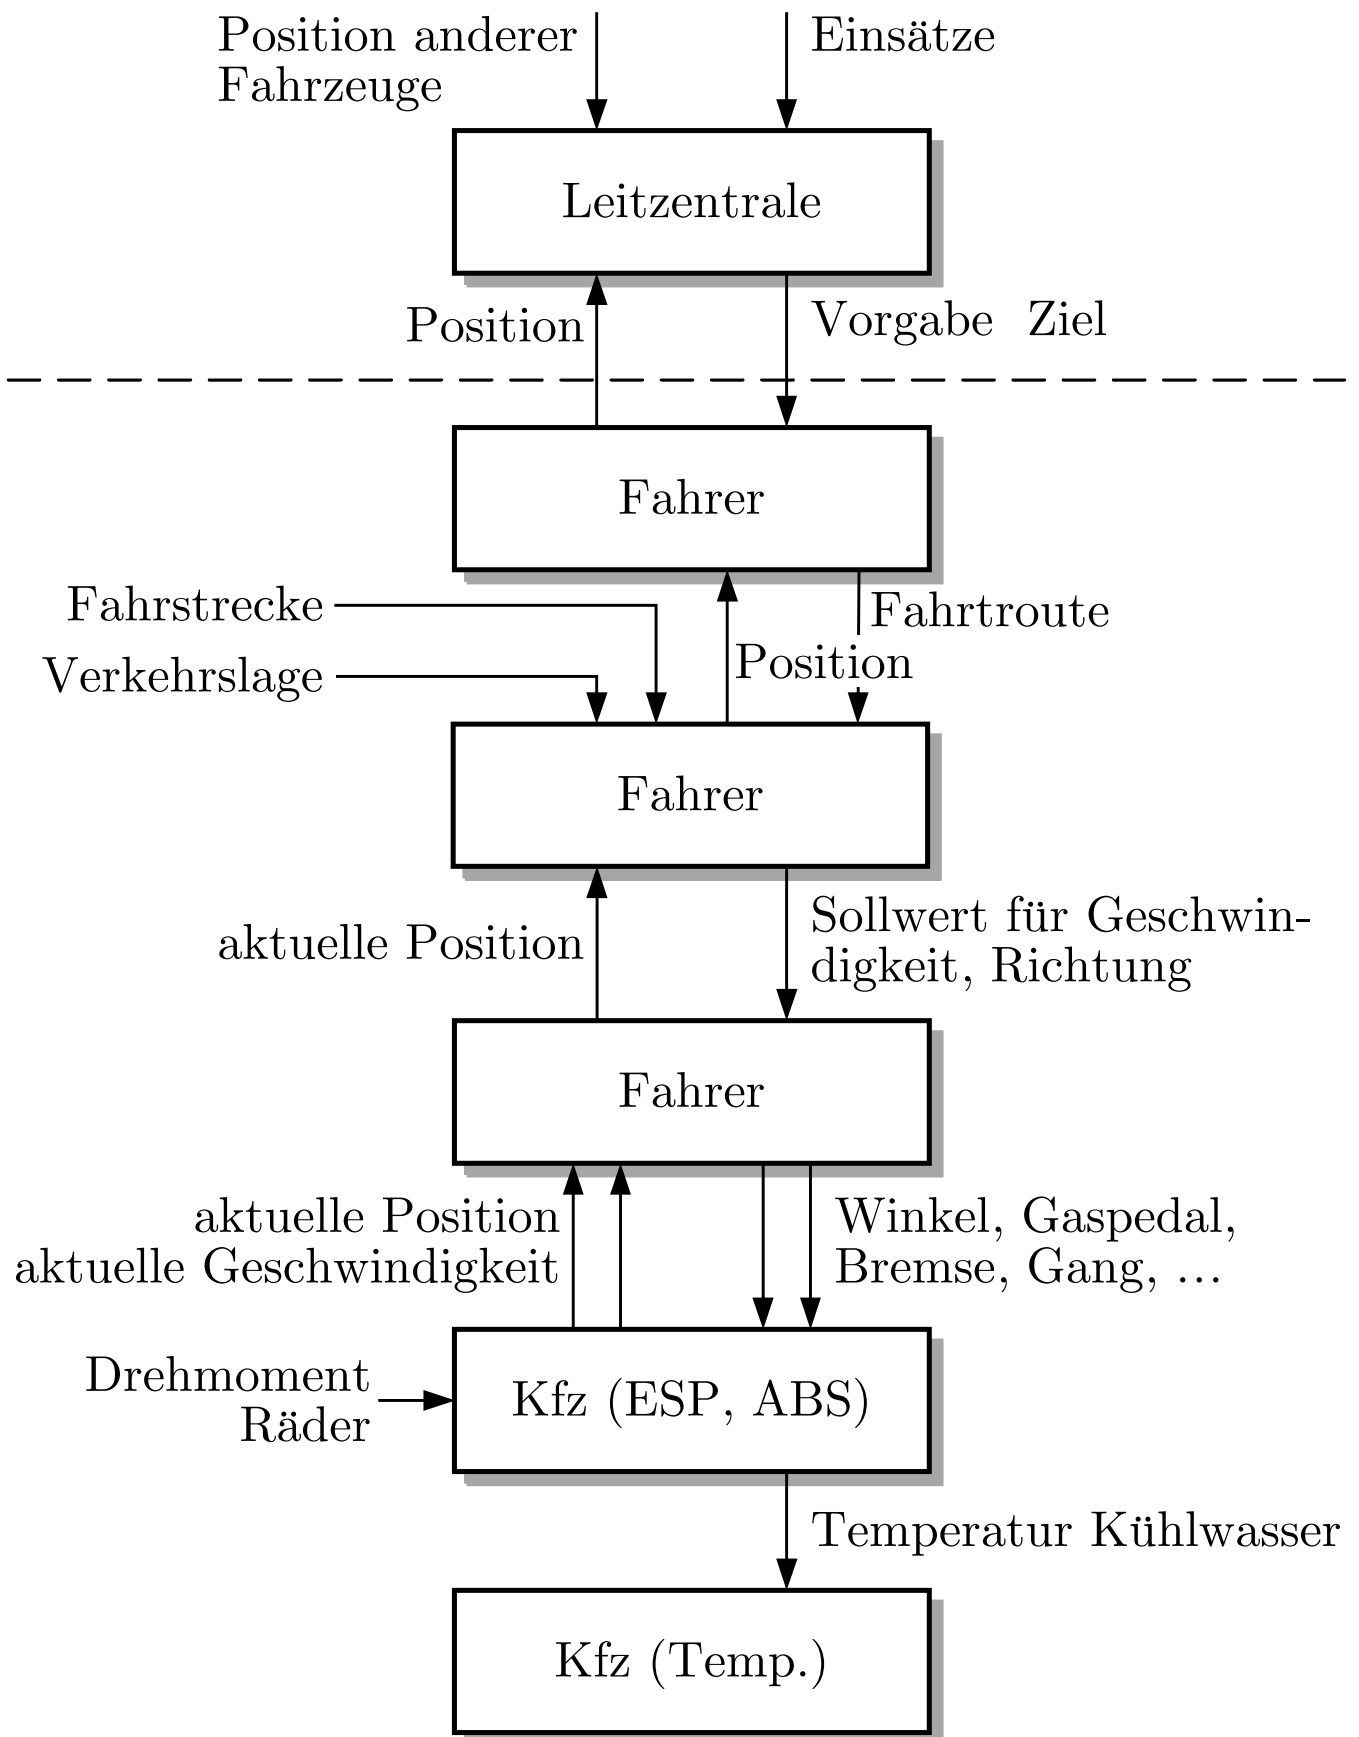 Position anderer
Fahrzeuge
Einsätze
Leitzentrale
Position
Vorgabe Ziel
Fahrer
Fahrstrecke
Fahrtroute
Position
Verkehrslage
Fahrer
aktuelle Position
Sollwert für Geschwin-
digkeit, Richtung
Fahrer
aktuelle Position
aktuelle Geschwindigkeit
Winkel, Gaspedal,
Bremse, Gang, ...
Drehmoment
Räder
Kfz (ESP, ABS)
Temperatur Kühlwasser
Kfz (Temp.)